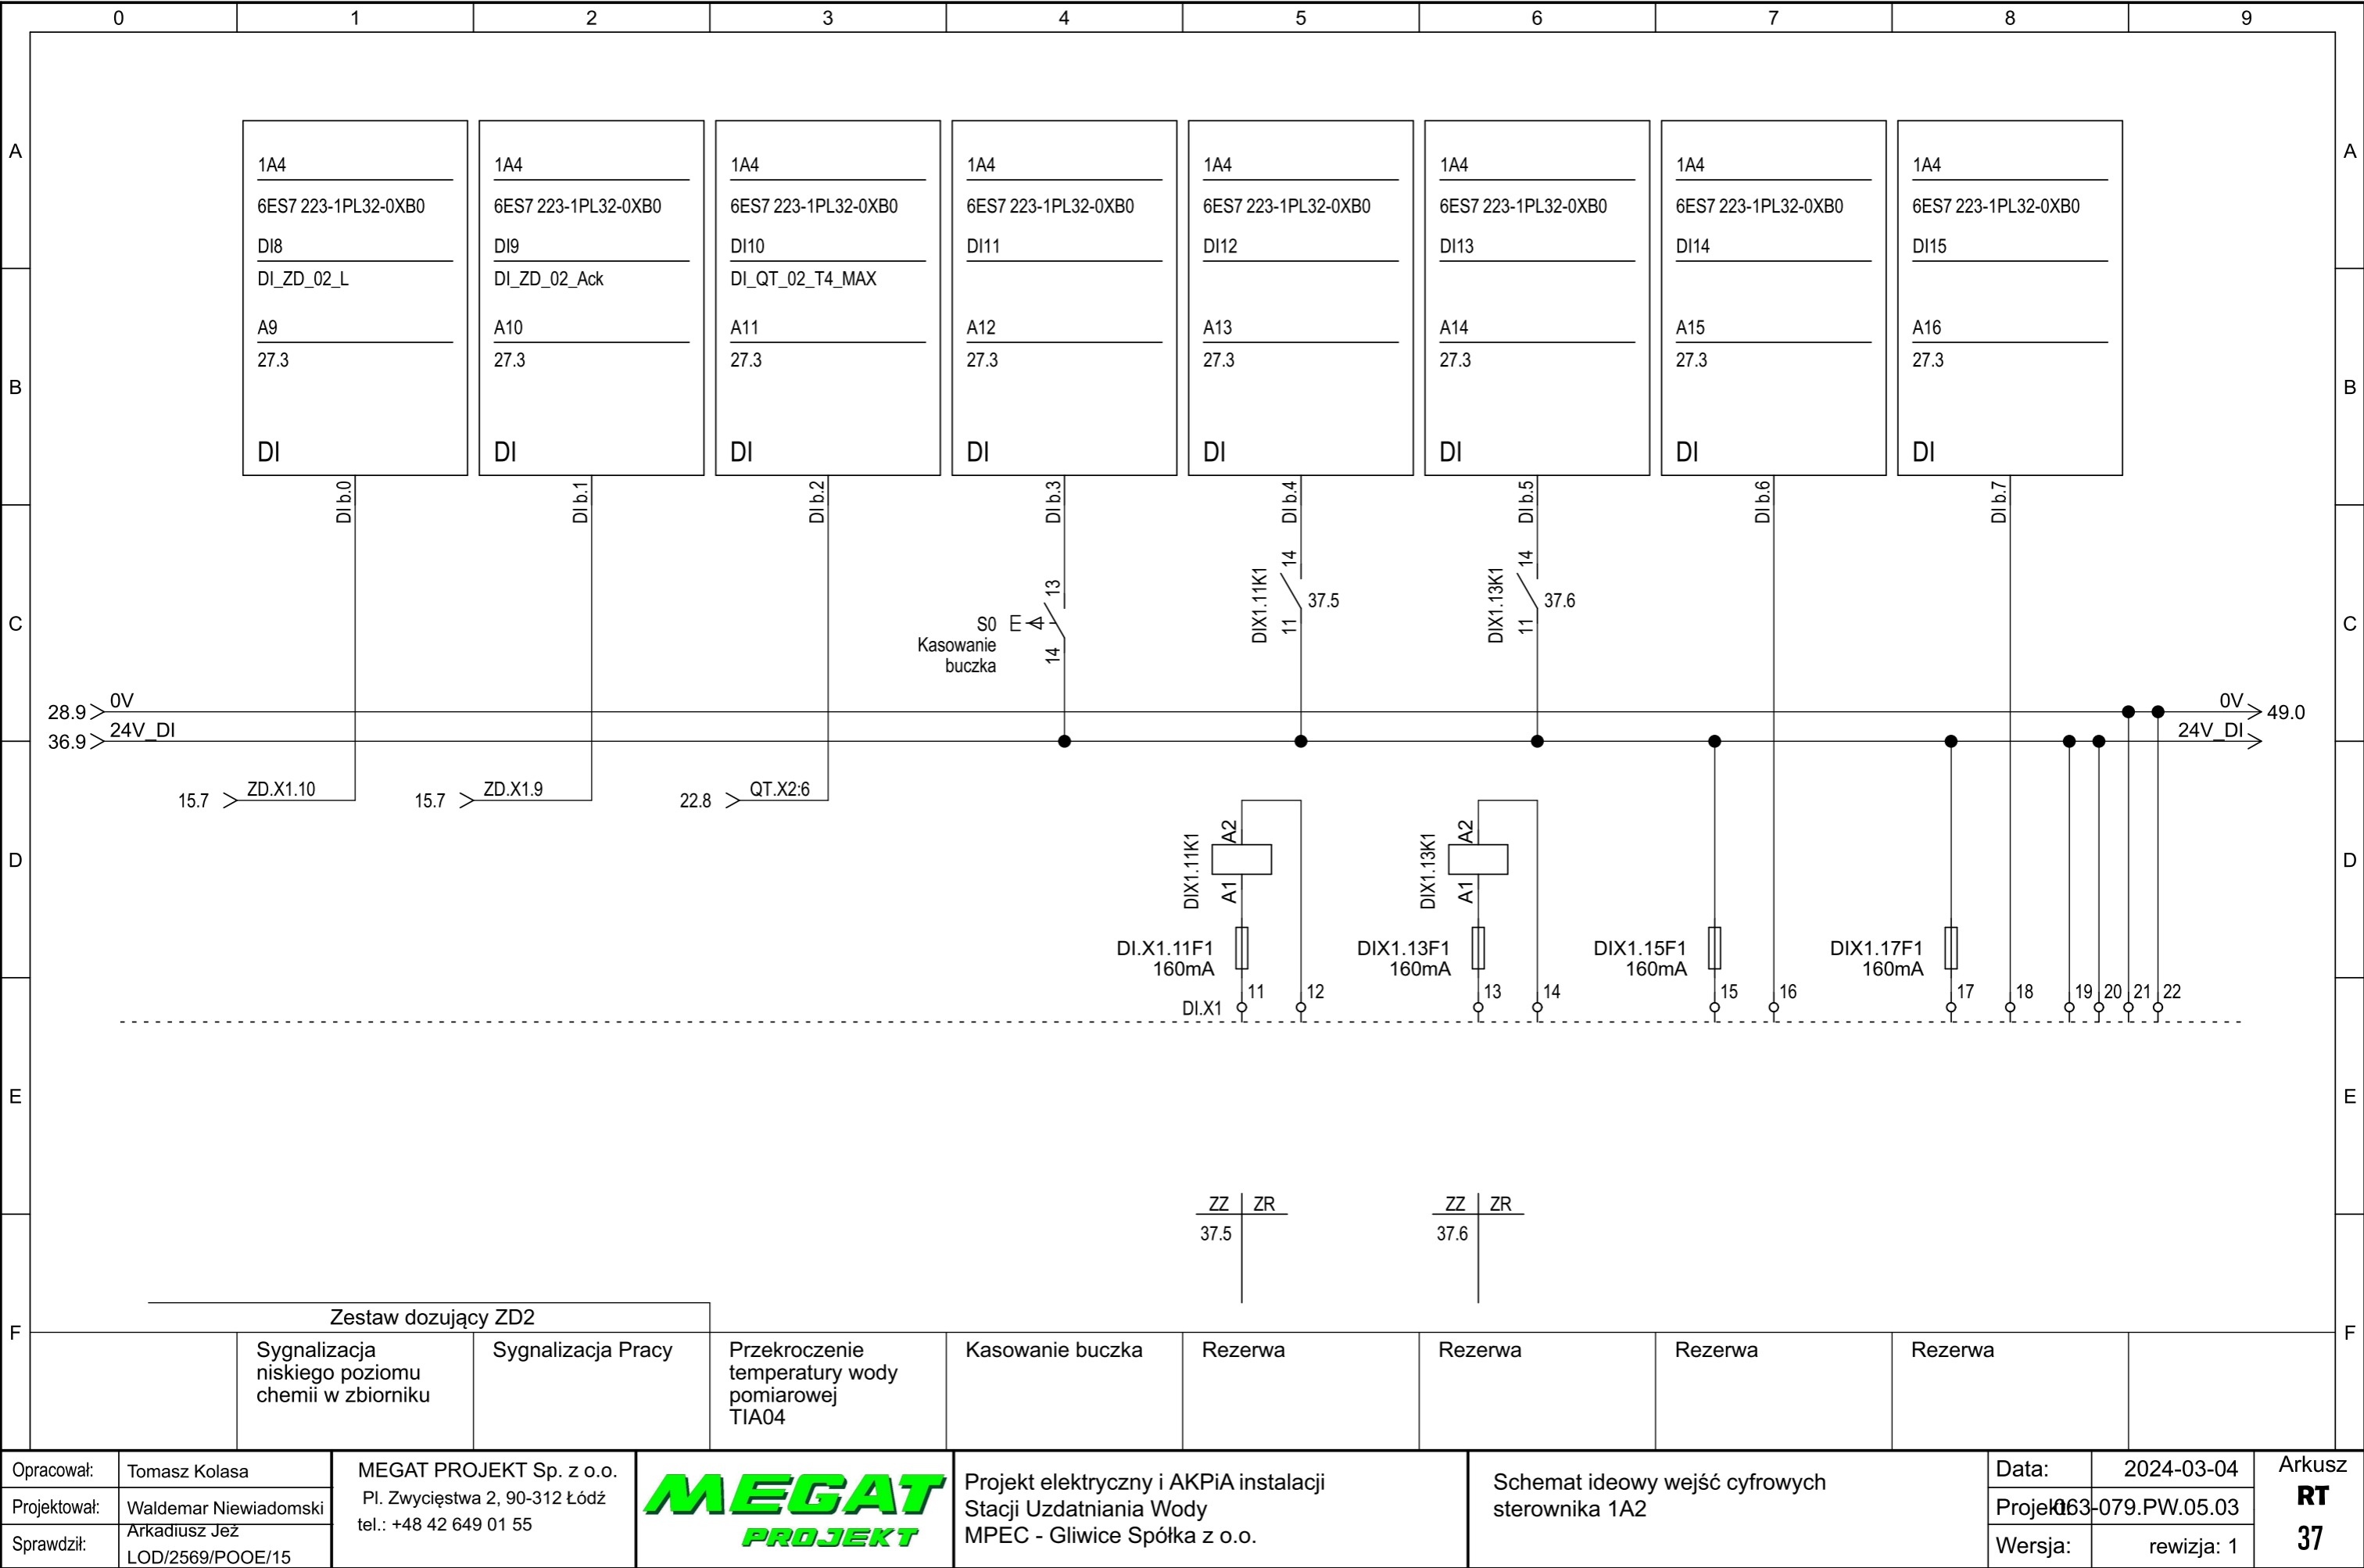 0 1 2 3 4 5 6 7 8 9
A A
1A4 1A4 1A4 1A4 1A4 1A4 1A4 1A4
6ES7 223-1PL32-0XB0 6ES7 223-1PL32-0XB0 6ES7 223-1PL32-0XB0 6ES7 223-1PL32-0XB0 6ES7 223-1PL32-0XB0 6ES7 223-1PL32-0XB0 6ES7 223-1PL32-0XB0 6ES7 223-1PL32-0XB0
DI8 DI9 DI10 DI11 DI12 DI13 DI14 DI15
DI_ZD_02_L DI_ZD_02_Ack DI_QT_02_T4_MAX
A9 A10 A11 A12 A13 A14 A15 A16
27.3 27.3 27.3 27.3 27.3 27.3 27.3 27.3
B B
DI DI DI DI DI DI DI DI
DI b.0 DI b.1 DI b.2 DI b.3 DI b.4 DI b.5 DI b.6 DI b.7
13 14 14
DIX1.11K1 37.5 DIX1.13K1 37.6
C S0 E 11 11 C
Kasowanie
buczka 14
28.9 0V 0V 49.0
36.9 24V_DI 24V_DI
15.7 ZD.X1.10 15.7 ZD.X1.9 22.8 QT.X2:6
A2 A2
D DIX1.11K1 DIX1.13K1 D
A1 A1
DI.X1.11F1 DIX1.13F1 DIX1.15F1 DIX1.17F1
160mA 160mA 160mA 160mA
11 12 13 14 15 16 17 18 19 20 21 22
DI.X1
E E
ZZ ZR ZZ ZR
37.5 37.6
Zestaw dozujący ZD2
F F
Sygnalizacja
niskiego poziomu
chemii w zbiorniku
Sygnalizacja Pracy
Przekroczenie
temperatury wody
pomiarowej
TIA04
Kasowanie buczka
Rezerwa
Rezerwa
Rezerwa
Rezerwa
Opracował: Tomasz Kolasa
Projektował: Waldemar Niewiadomski
Sprawdził: Arkadiusz Jeż
LOD/2569/POOE/15
MEGAT PROJEKT Sp. z o.o.
Pl. Zwycięstwa 2, 90-312 Łódź
tel.: +48 42 649 01 55
MEGAT
PROJEKT
Projekt elektryczny i AKPiA instalacji
Stacji Uzdatniania Wody
MPEC - Gliwice Spółka z o.o.
Schemat ideowy wejść cyfrowych
sterownika 1A2
Data: 2024-03-04
Projekt: 063-079.PW.05.03
Wersja: rewizja: 1
Arkusz
RT
37